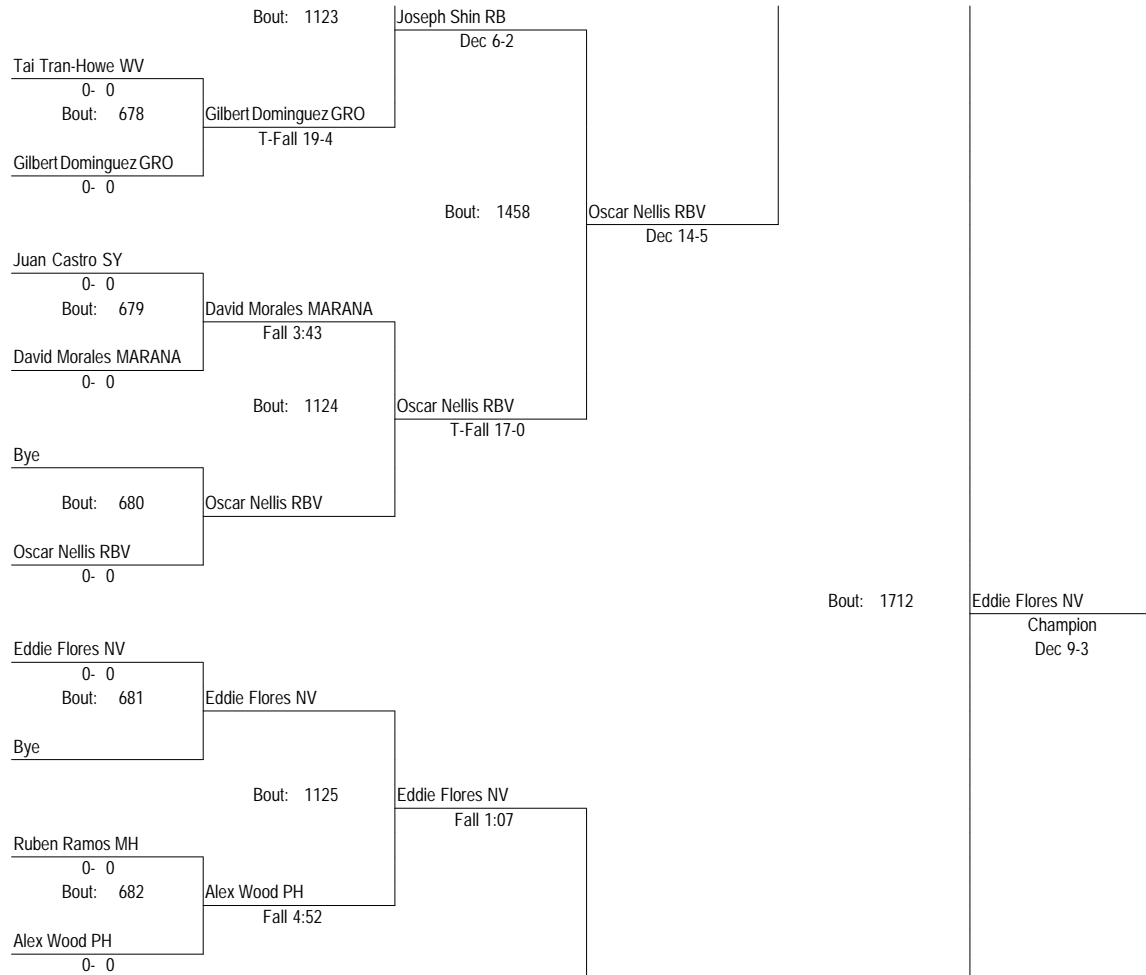 Bout: 1123 Joseph Shin RB
Dec 6-2
Tai Tran-Howe WV
0- 0
Bout: 678 Gilbert Dominguez GRO
T-Fall 19-4
Gilbert Dominguez GRO
0- 0
Bout: 1458 Oscar Nellis RBV
Dec 14-5
Juan Castro SY
0- 0
Bout: 679 David Morales MARANA
Fall 3:43
David Morales MARANA
0- 0
Bout: 1124 Oscar Nellis RBV
T-Fall 17-0
Bye
Bout: 680 Oscar Nellis RBV
Oscar Nellis RBV
0- 0
Bout: 1712 Eddie Flores NV
Champion
Dec 9-3
Eddie Flores NV
0- 0
Bout: 681 Eddie Flores NV
Bye
Bout: 1125 Eddie Flores NV
Fall 1:07
Ruben Ramos MH
0- 0
Bout: 682 Alex Wood PH
Fall 4:52
Alex Wood PH
0- 0